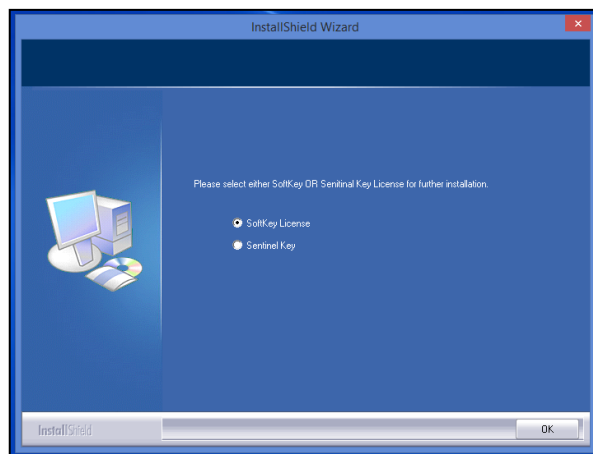 InstallShield Wizard
Please select either SoftKey OR Senitinal Key License for further installation.
SoftKey License
Sentinel Key
InstallShield
OK